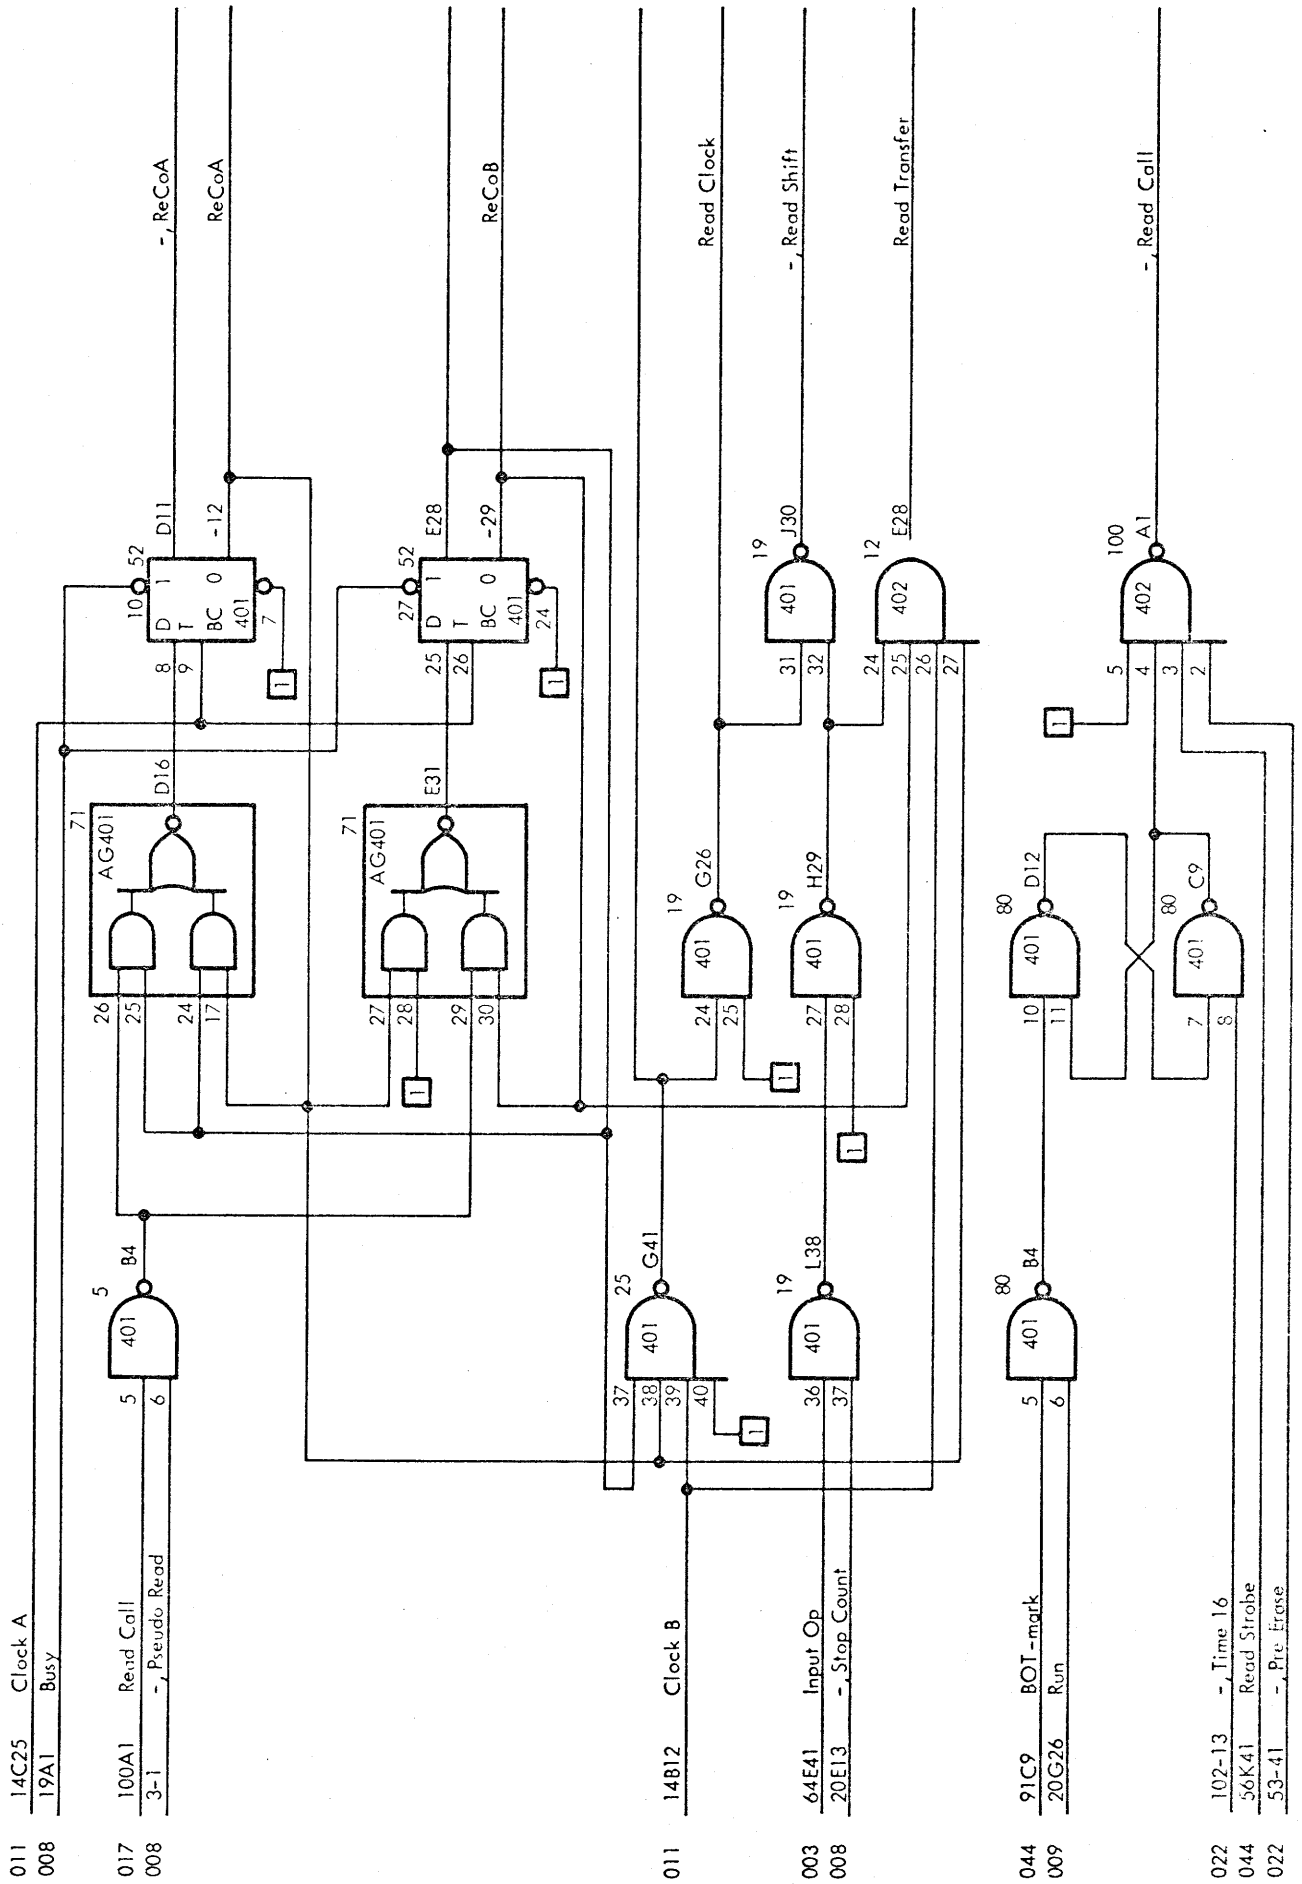 011 14C25 Clock A
008 19A1 Busy
017 100A1 Read Call
008 3-1 -, Pseudo Read
5
6
401
5
B4
26
25
24
17
AG401
71
D16
8
9
10
D
T
BC
1
0
401
52
7
1
D11
-12
-, ReCoA
ReCoA
27
28
29
30
1
AG401
71
E31
25
26
27
D
T
BC
1
0
401
52
24
1
E28
-29
ReCoB
011 14B12 Clock B
37
38
39
40
1
401
25
G41
24
25
1
401
19
G26
Read Clock
003 64E41 Input Op
008 20E13 -, Stop Count
36
37
401
19
L38
27
28
1
401
19
H29
31
32
401
19
J30
-, Read Shift
24
25
26
27
402
12
E28
Read Transfer
044 91C9 BOT-mark
009 20G26 Run
5
6
401
80
B4
10
11
401
80
D12
7
8
401
80
C9
1
5
4
3
2
402
100
A1
-, Read Call
022 102-13 -, Time 16
044 56K41 Read Strobe
022 53-41 -, Pre Erase